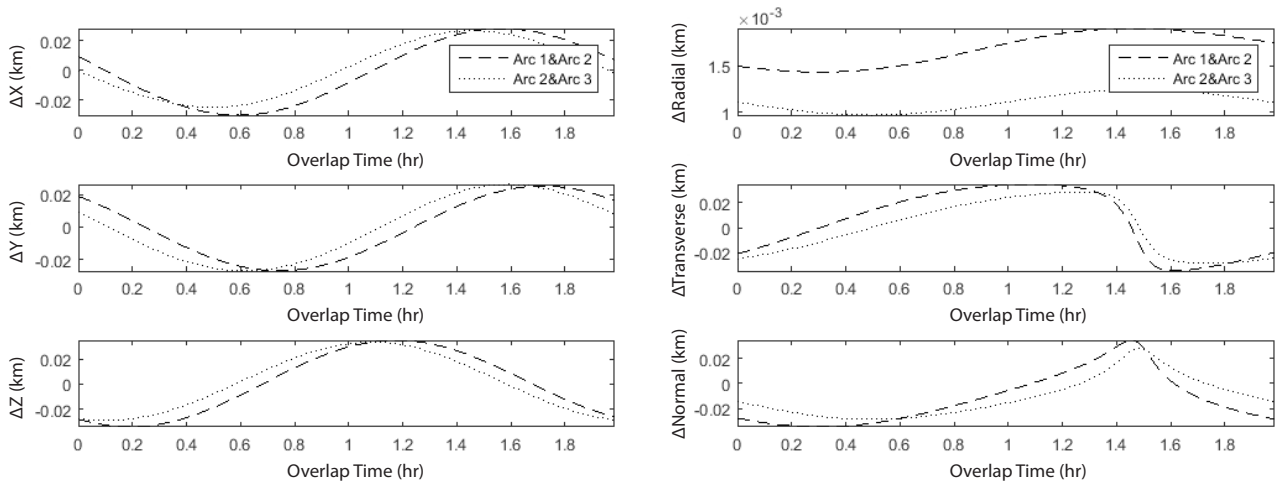 ΔX (km)
0.02
0
-0.02
Arc 1&Arc 2
Arc 2&Arc 3
0 0.2 0.4 0.6 0.8 1 1.2 1.4 1.6 1.8
Overlap Time (hr)
ΔY (km)
0.02
0
-0.02
0 0.2 0.4 0.6 0.8 1 1.2 1.4 1.6 1.8
Overlap Time (hr)
ΔZ (km)
0.02
0
-0.02
0 0.2 0.4 0.6 0.8 1 1.2 1.4 1.6 1.8
Overlap Time (hr)
×10⁻³
ΔRadial (km)
1.5
1
Arc 1&Arc 2
Arc 2&Arc 3
0 0.2 0.4 0.6 0.8 1 1.2 1.4 1.6 1.8
Overlap Time (hr)
ΔTransverse (km)
0.02
0
-0.02
0 0.2 0.4 0.6 0.8 1 1.2 1.4 1.6 1.8
Overlap Time (hr)
ΔNormal (km)
0.02
0
-0.02
0 0.2 0.4 0.6 0.8 1 1.2 1.4 1.6 1.8
Overlap Time (hr)